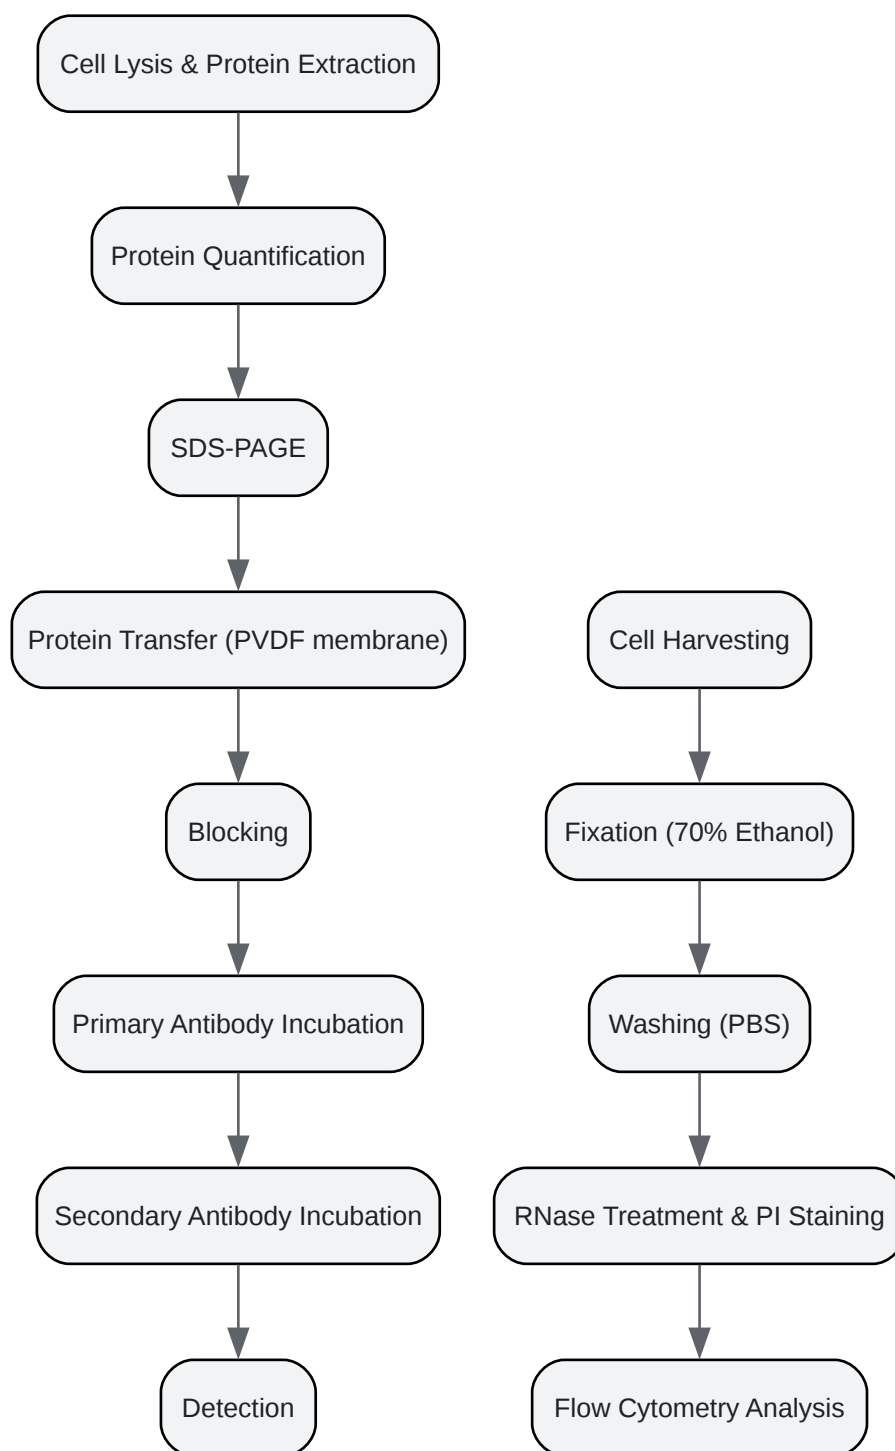 Cell Lysis & Protein Extraction
Protein Quantification
SDS-PAGE
Protein Transfer (PVDF membrane)
Blocking
Primary Antibody Incubation
Secondary Antibody Incubation
Detection
Cell Harvesting
Fixation (70% Ethanol)
Washing (PBS)
RNase Treatment & PI Staining
Flow Cytometry Analysis